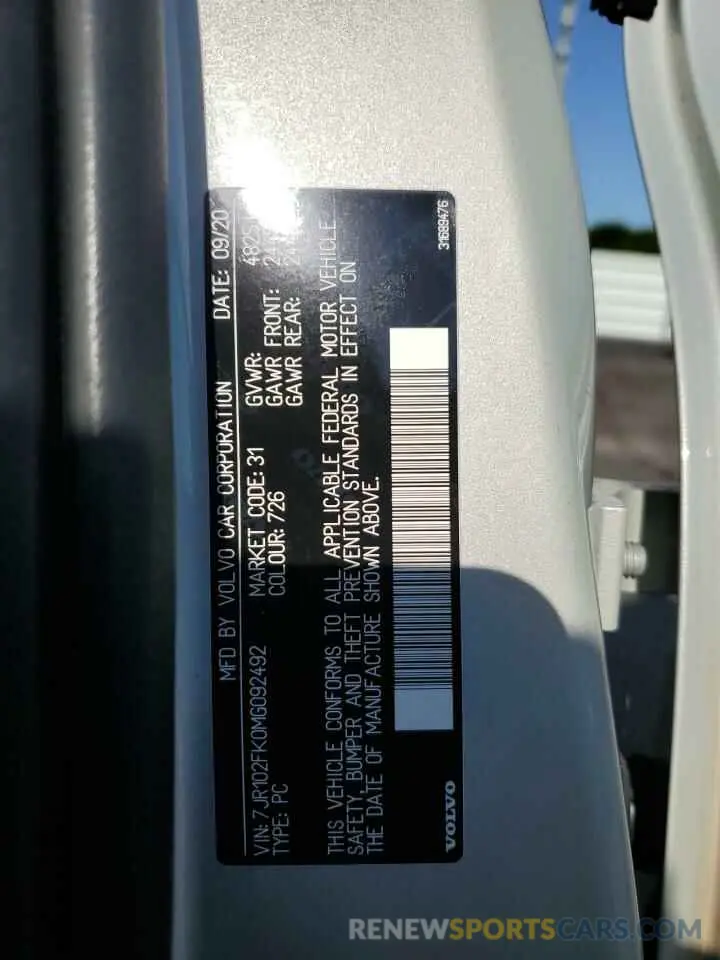 MFD BY VOLVO CAR CORPORATION DATE: 09/20
VIN: 7JR102FK0MG092492 MARKET CODE: 31 GVWR:
TYPE: PC COLOUR: 726 GAWR FRONT:
GAWR REAR:
THIS VEHICLE CONFORMS TO ALL APPLICABLE FEDERAL MOTOR VEHICLE
SAFETY, BUMPER AND THEFT PREVENTION STANDARDS IN EFFECT ON
THE DATE OF MANUFACTURE SHOWN ABOVE.
VOLVO 31689476
RENEWSPORTSCARS.COM